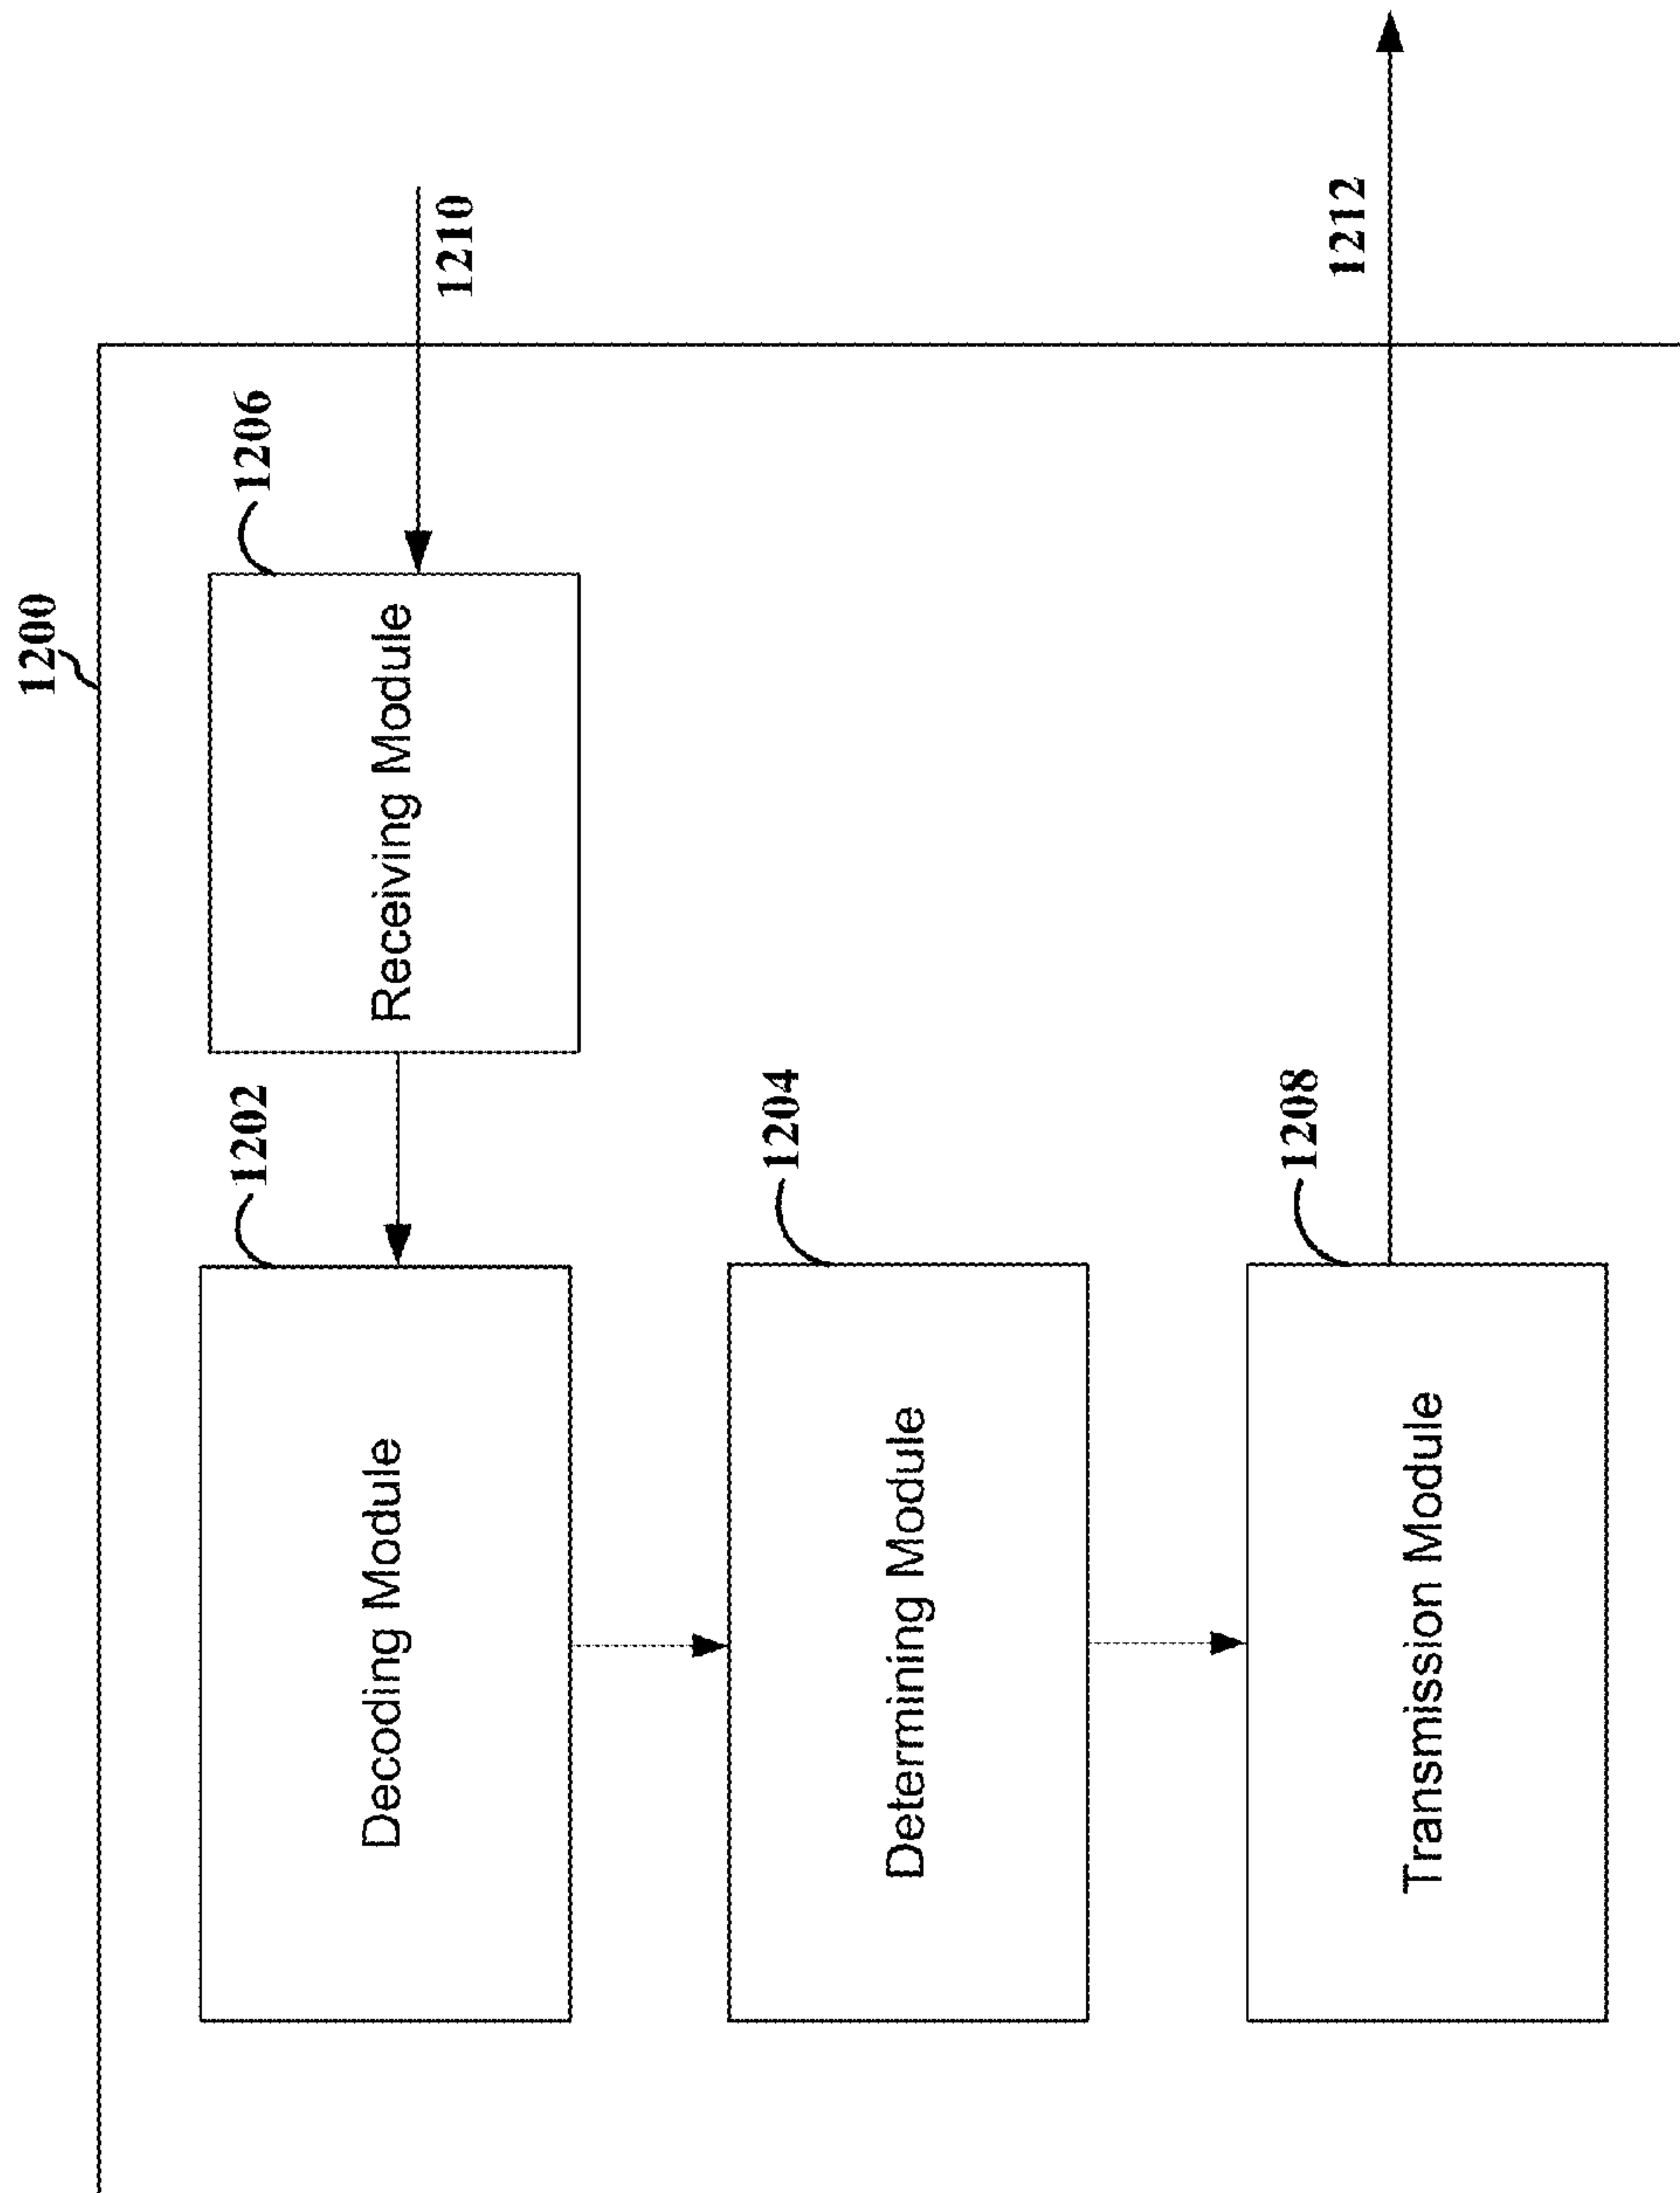 1200
1206
Receiving Module
1210
1202
Decoding Module
1204
Determining Module
1208
Transmission Module
1212